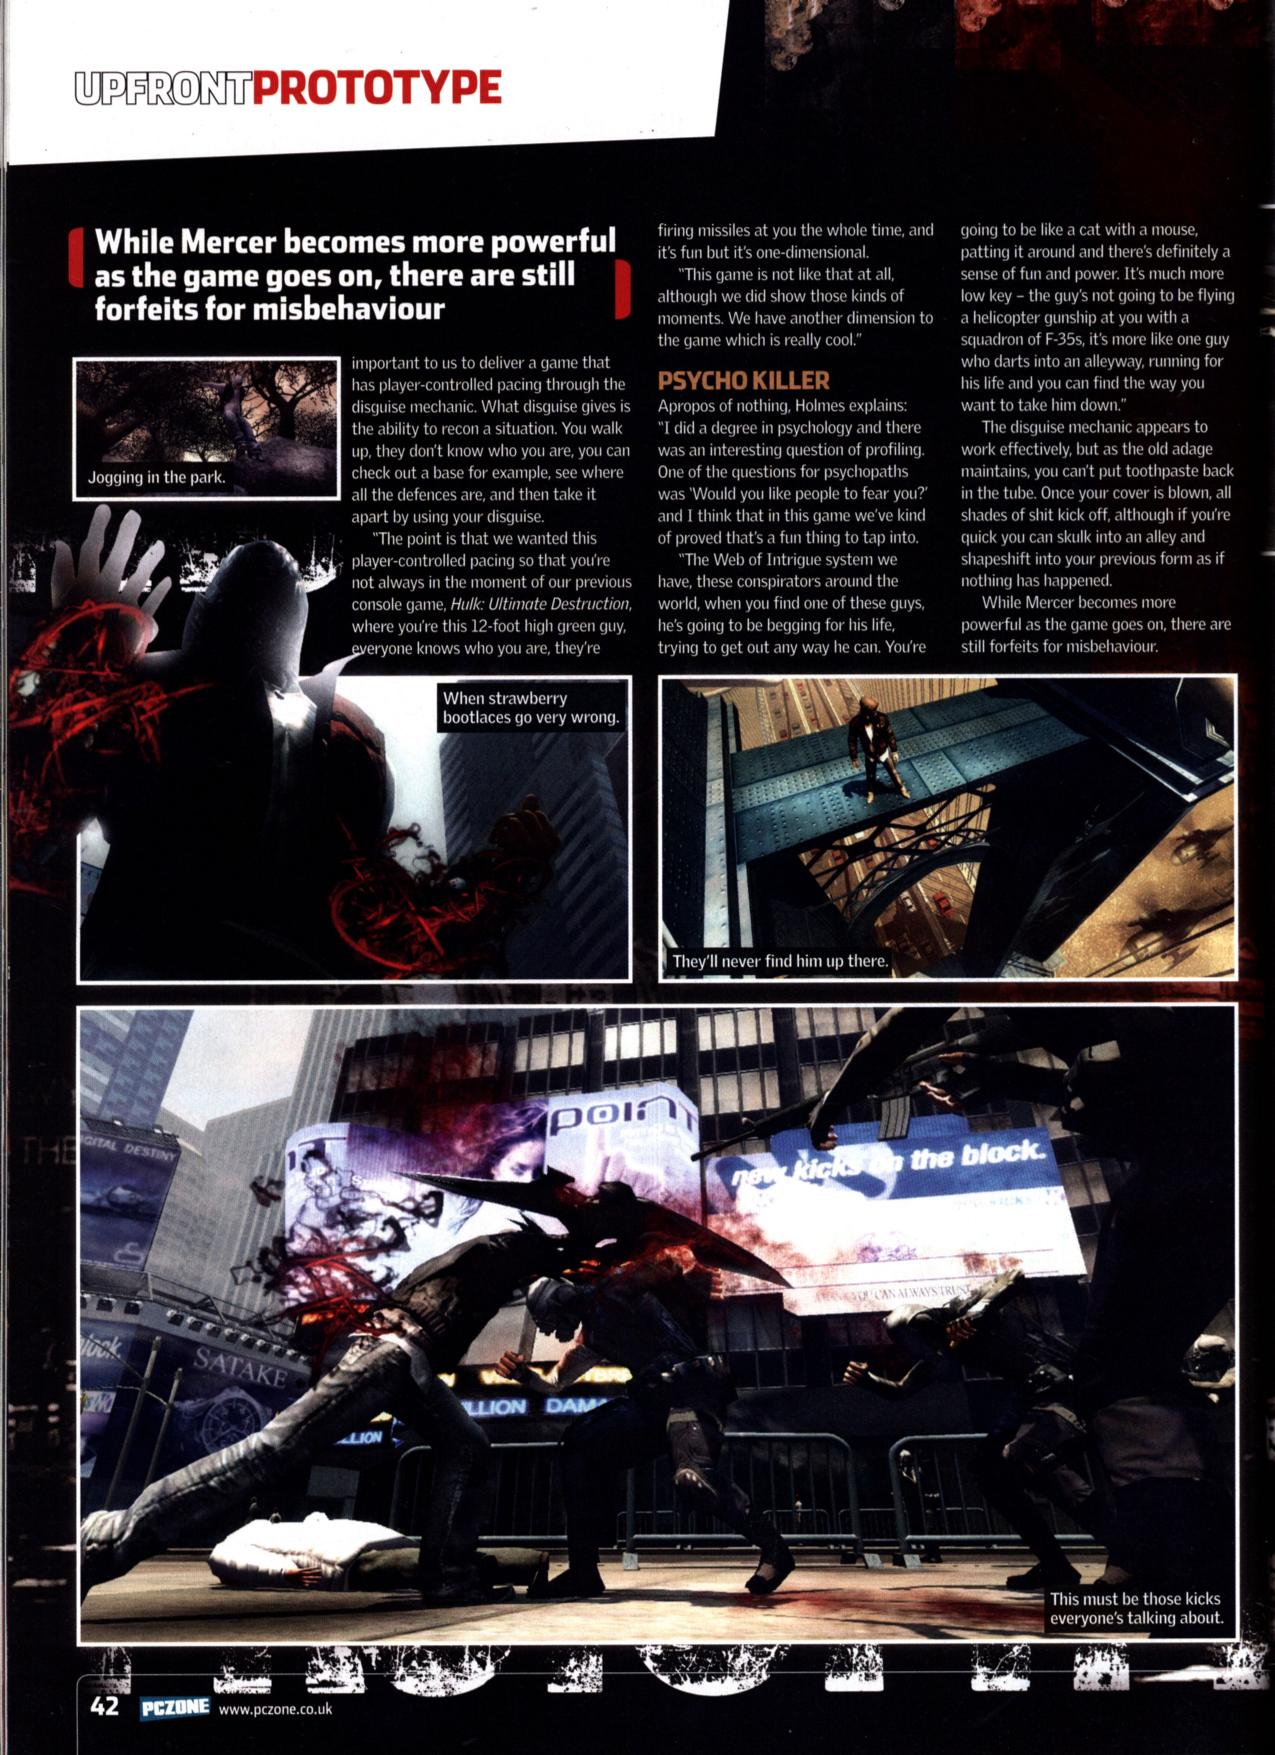 UPFRONTPROTOTYPE
While Mercer becomes more powerful
as the game goes on, there are still
forfeits for misbehaviour
Jogging in the park.
important to us to deliver a game that
has player-controlled pacing through the
disguise mechanic. What disguise gives is
the ability to recon a situation. You walk
up, they don't know who you are, you can
check out a base for example, see where
all the defences are, and then take it
apart by using your disguise.
"The point is that we wanted this
player-controlled pacing so that you're
not always in the moment of our previous
console game, Hulk: Ultimate Destruction,
where you're this 12-foot high green guy,
everyone knows who you are, they're
firing missiles at you the whole time, and
it's fun but it's one-dimensional.
"This game is not like that at all,
although we did show those kinds of
moments. We have another dimension to
the game which is really cool."
PSYCHO KILLER
Apropos of nothing, Holmes explains:
"I did a degree in psychology and there
was an interesting question of profiling.
One of the questions for psychopaths
was 'Would you like people to fear you?'
and I think that in this game we've kind
of proved that's a fun thing to tap into.
"The Web of Intrigue system we
have, these conspirators around the
world, when you find one of these guys,
he's going to be begging for his life,
trying to get out any way he can. You're
going to be like a cat with a mouse,
patting it around and there's definitely a
sense of fun and power. It's much more
low key – the guy's not going to be flying
a helicopter gunship at you with a
squadron of F-35s, it's more like one guy
who darts into an alleyway, running for
his life and you can find the way you
want to take him down."
The disguise mechanic appears to
work effectively, but as the old adage
maintains, you can't put toothpaste back
in the tube. Once your cover is blown, all
shades of shit kick off, although if you're
quick you can skulk into an alley and
shapeshift into your previous form as if
nothing has happened.
While Mercer becomes more
powerful as the game goes on, there are
still forfeits for misbehaviour.
When strawberry
bootlaces go very wrong.
They'll never find him up there.
point
new kicks on the block.
DIGITAL DESTINY
YOU CAN ALWAYS TRUST
SATAKE
LLION DAM
LLION
This must be those kicks
everyone's talking about.
42 PCZONE www.pczone.co.uk